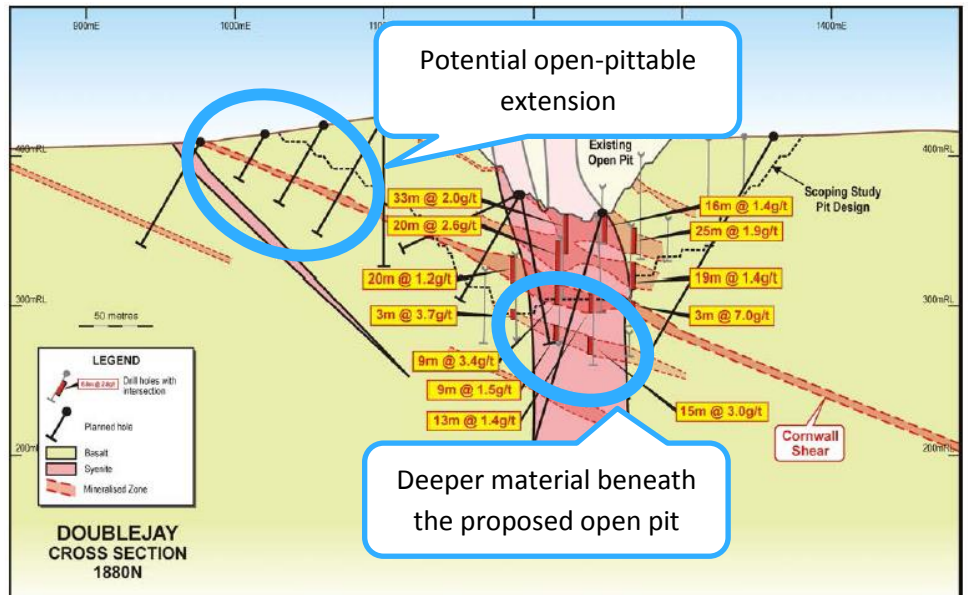 900mE
1000mE
1100
1400mE
Potential open-pittable
extension
400mRL
400mRL
Existing
Open Pit
Scoping Study
Pit Design
33m @ 2.0g/t
16m @ 1.4g/t
20m @ 2.6g/t
25m @ 1.9g/t
20m @ 1.2g/t
19m @ 1.4g/t
300mRL
300mRL
3m @ 3.7g/t
3m @ 7.0g/t
50 metres
9m @ 3.4g/t
9m @ 1.5g/t
13m @ 1.4g/t
15m @ 3.0g/t
Cornwall
Shear
LEGEND
Drill holes with
intersection
Planned hole
Basalt
Syenite
Mineralised Zone
200m
200mRL
Deeper material beneath
the proposed open pit
DOUBLEJAY
CROSS SECTION
1880N